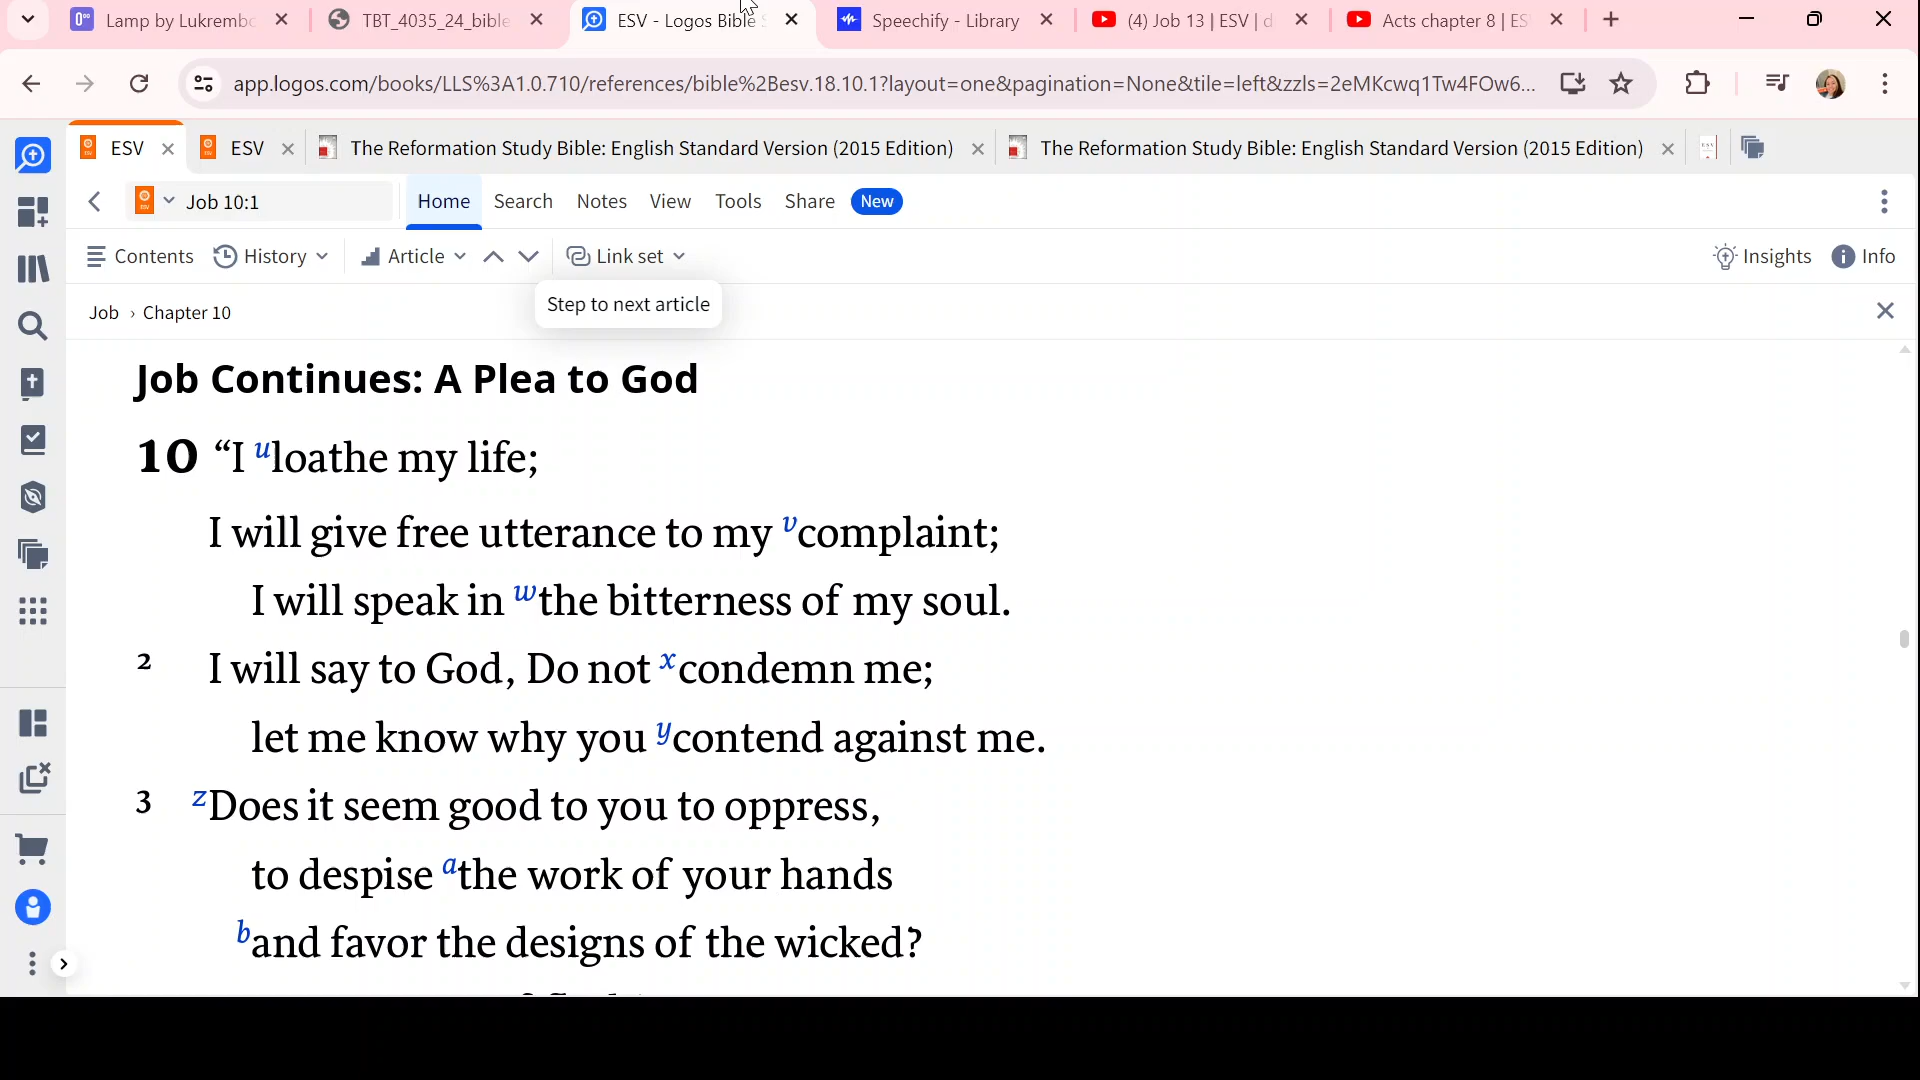 Lamp by Lukrembo
TBT_4035_24_bible
ESV - Logos Bible S
Speechify - Library
(4) Job 13 | ESV | d
Acts chapter 8 | ES
app.logos.com/books/LLS%3A1.0.710/references/bible%2Besv.18.10.1?layout=one&pagination=None&tile=left&zzls=2eMKcwq1Tw4FOw6...
ESV
ESV
The Reformation Study Bible: English Standard Version (2015 Edition)
The Reformation Study Bible: English Standard Version (2015 Edition)
Job 10:1
Home
Search
Notes
View
Tools
Share
New
Contents
History
Article
Link set
Insights
Info
Step to next article
Job › Chapter 10
Job Continues: A Plea to God
10 “I uloathe my life;
I will give free utterance to my vcomplaint;
I will speak in wthe bitterness of my soul.
2 I will say to God, Do not xcondemn me;
let me know why you ycontend against me.
3 zDoes it seem good to you to oppress,
to despise athe work of your hands
band favor the designs of the wicked?